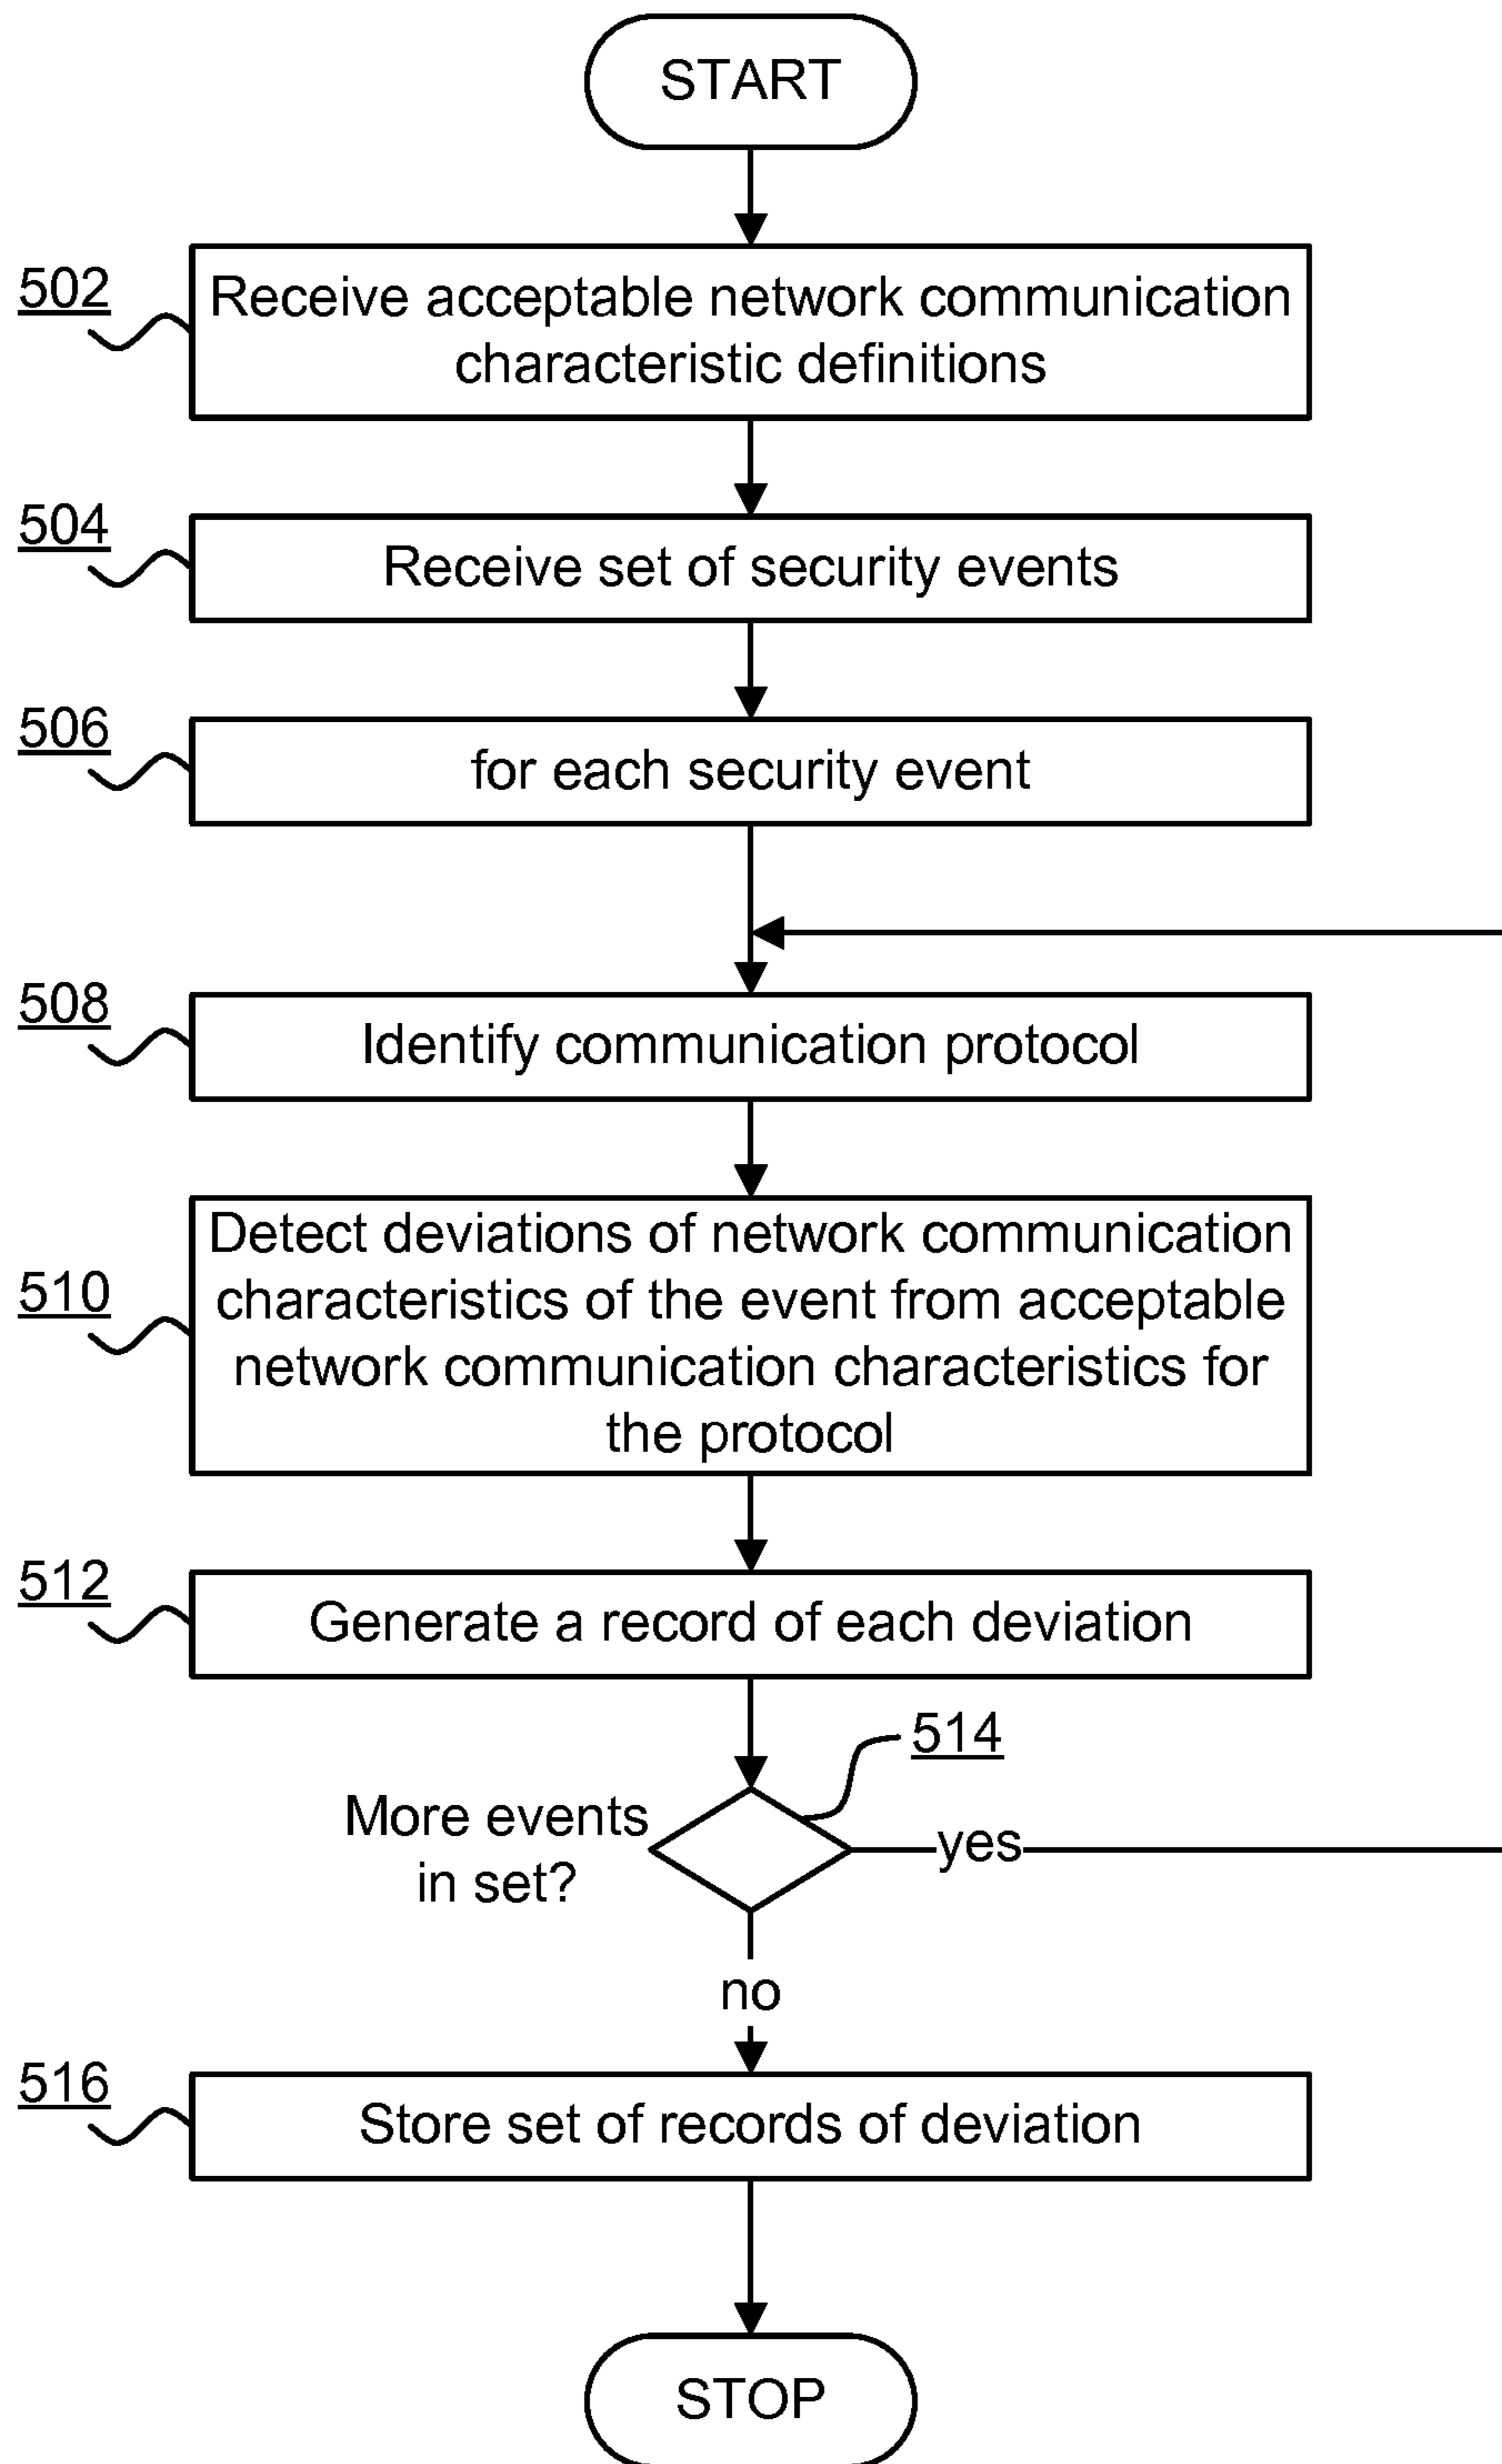 START
502
Receive acceptable network communication
characteristic definitions
504
Receive set of security events
506
for each security event
508
Identify communication protocol
510
Detect deviations of network communication
characteristics of the event from acceptable
network communication characteristics for
the protocol
512
Generate a record of each deviation
514
More events
in set?
yes
no
516
Store set of records of deviation
STOP